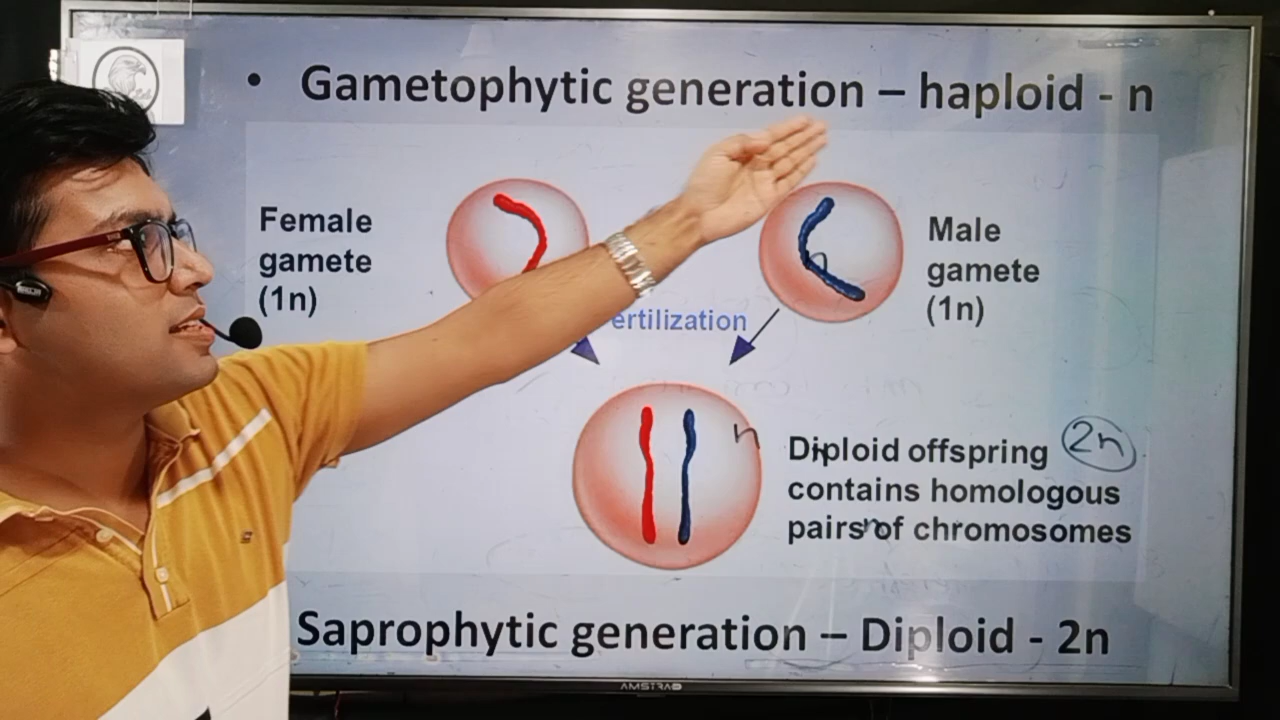 • Gametophytic generation – haploid - n
Female
gamete
(1n)
Male
gamete
(1n)
n
ertilization
n
Diploid offspring 2n
contains homologous
pairs of chromosomes
n
Saprophytic generation – Diploid - 2n
AMSTRAD